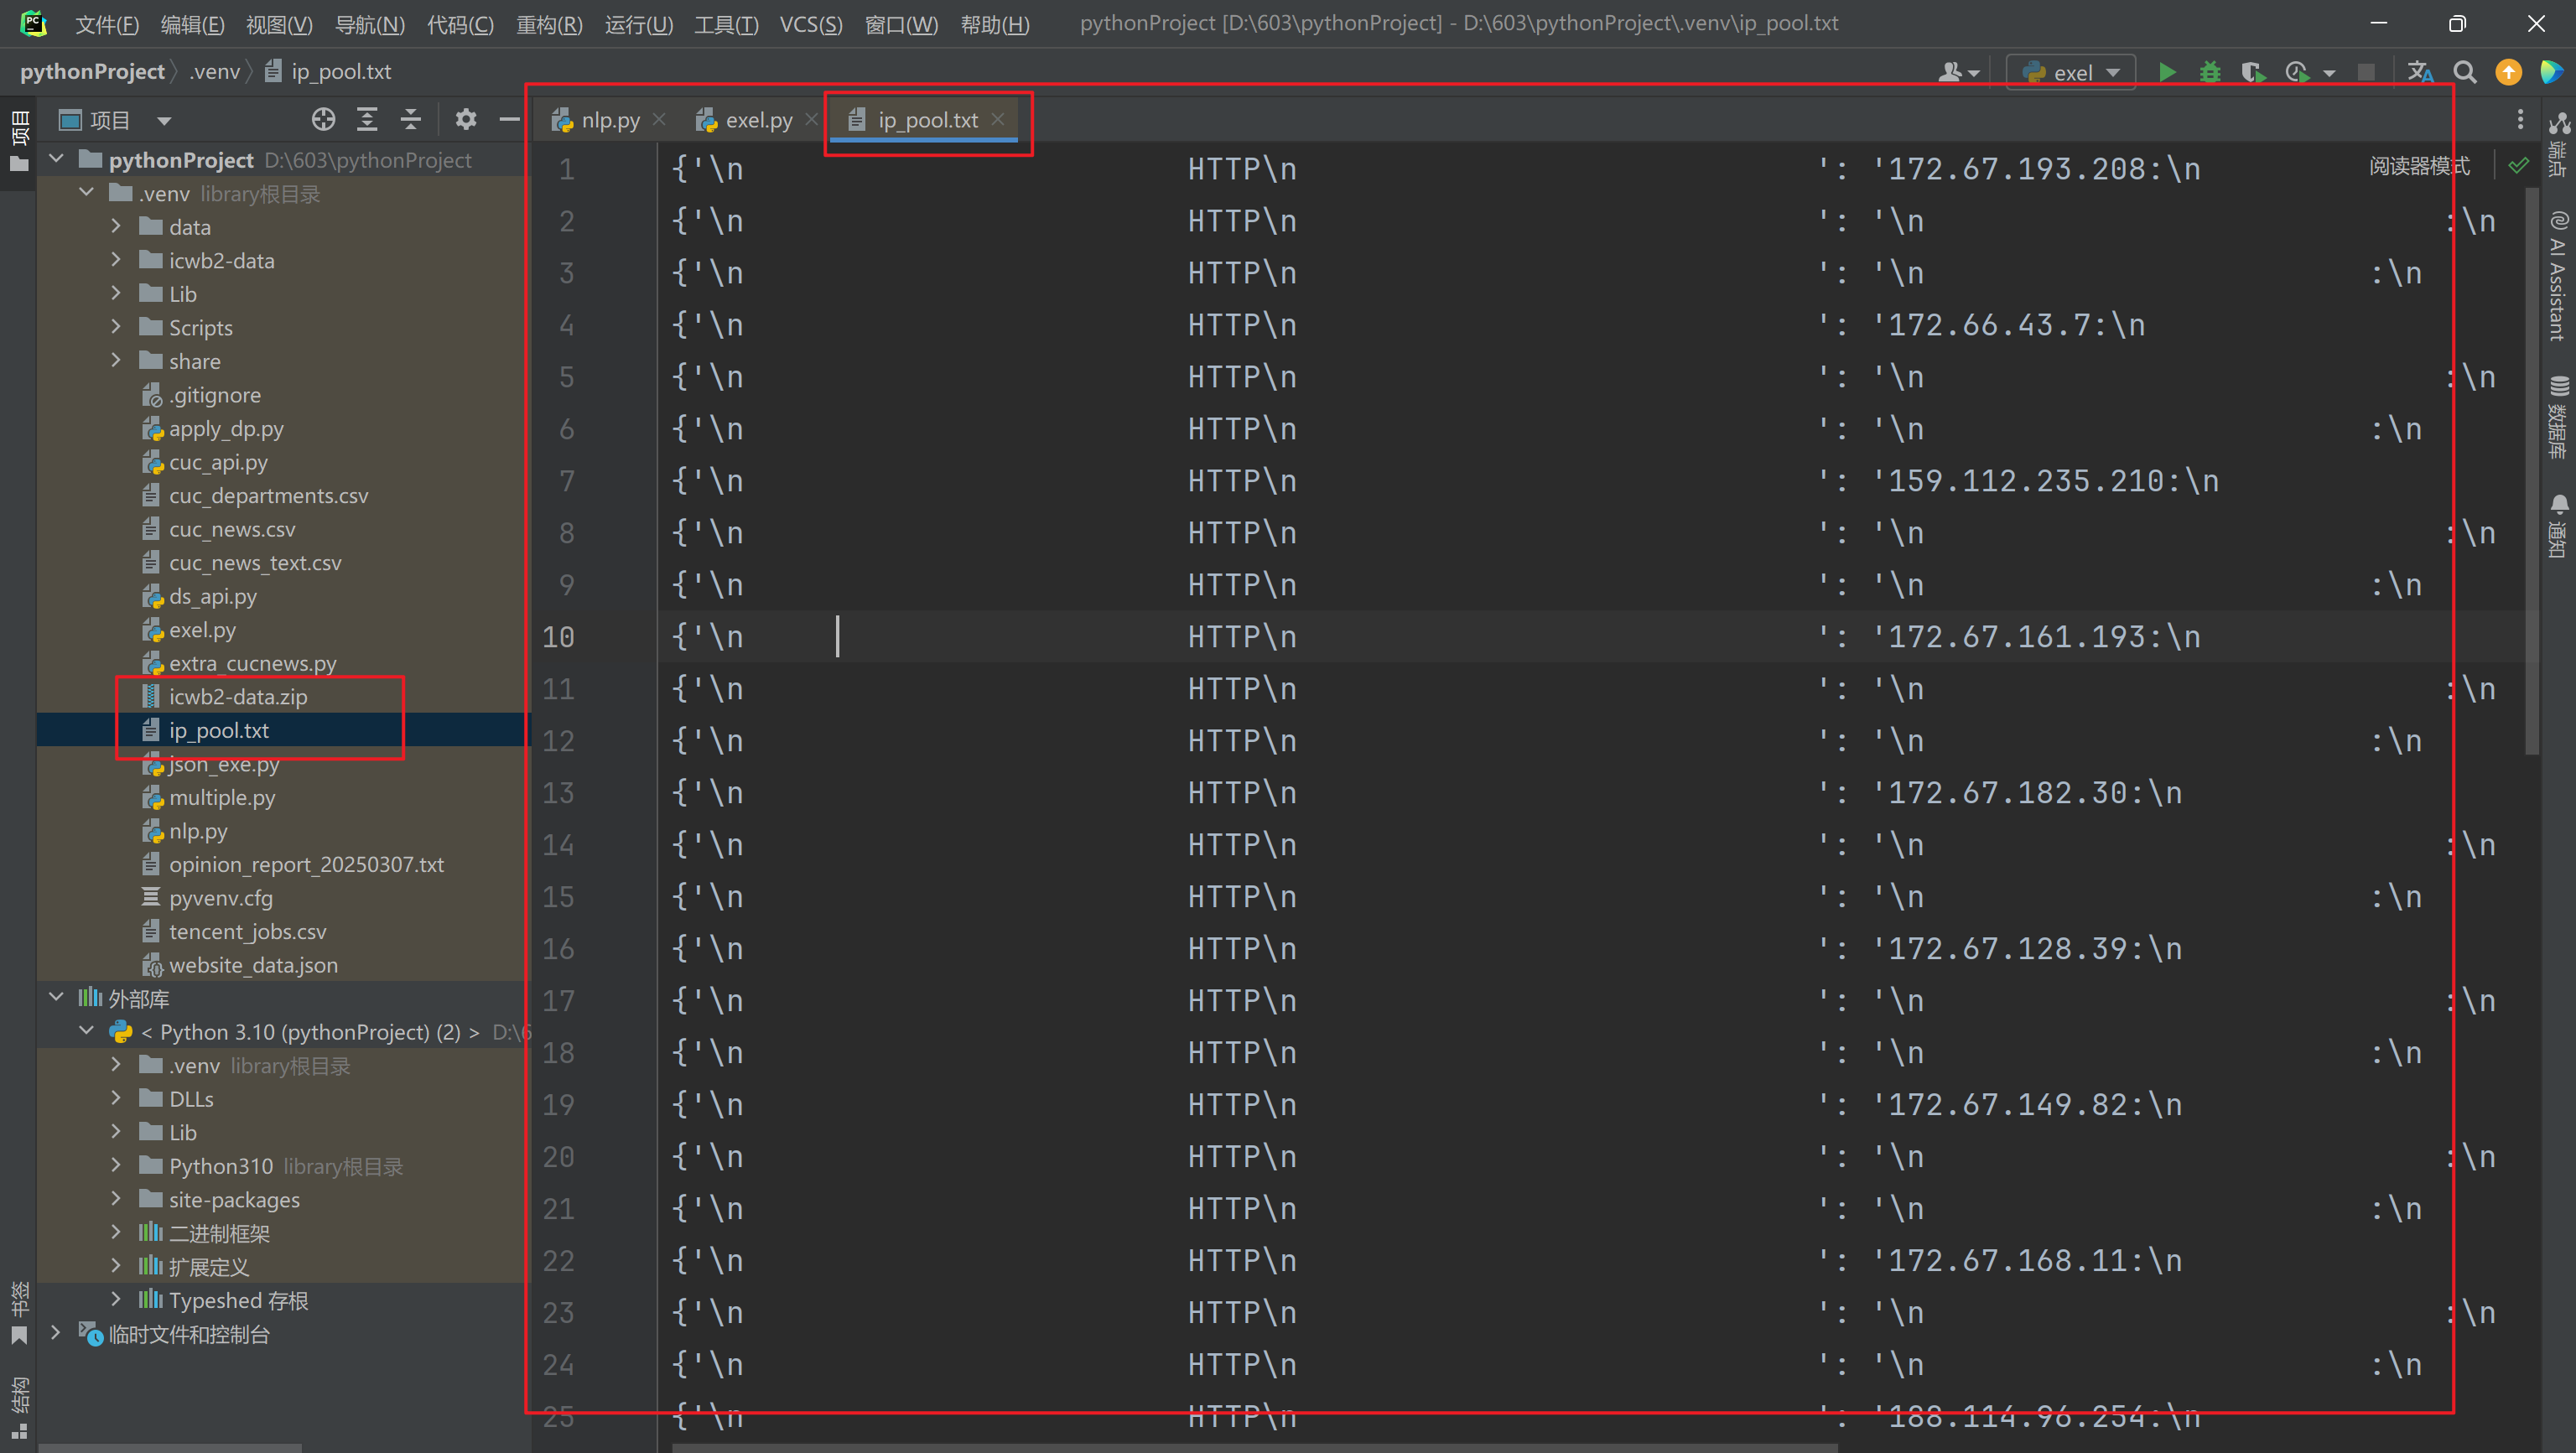 文件(F) 编辑(E) 视图(V) 导航(N) 代码(C) 重构(R) 运行(U) 工具(T) VCS(S) 窗口(W) 帮助(H) pythonProject [D:\603\pythonProject] - D:\603\pythonProject\.venv\ip_pool.txt
pythonProject .venv ip_pool.txt
exel
项目
nlp.py
exel.py
ip_pool.txt
项目
pythonProject D:\603\pythonProject
.venv library根目录
data
icwb2-data
Lib
Scripts
share
.gitignore
apply_dp.py
cuc_api.py
cuc_departments.csv
cuc_news.csv
cuc_news_text.csv
ds_api.py
exel.py
extra_cucnews.py
icwb2-data.zip
ip_pool.txt
json_exe.py
multiple.py
nlp.py
opinion_report_20250307.txt
pyvenv.cfg
tencent_jobs.csv
website_data.json
外部库
< Python 3.10 (pythonProject) (2) > D:\6
.venv library根目录
DLLs
Lib
Python310 library根目录
site-packages
二进制框架
扩展定义
Typeshed 存根
临时文件和控制台
书签
结构
阅读器模式
1 {'\n HTTP\n ': '172.67.193.208:\n
2 {'\n HTTP\n ': '\n :\n
3 {'\n HTTP\n ': '\n :\n
4 {'\n HTTP\n ': '172.66.43.7:\n
5 {'\n HTTP\n ': '\n :\n
6 {'\n HTTP\n ': '\n :\n
7 {'\n HTTP\n ': '159.112.235.210:\n
8 {'\n HTTP\n ': '\n :\n
9 {'\n HTTP\n ': '\n :\n
10 {'\n HTTP\n ': '172.67.161.193:\n
11 {'\n HTTP\n ': '\n :\n
12 {'\n HTTP\n ': '\n :\n
13 {'\n HTTP\n ': '172.67.182.30:\n
14 {'\n HTTP\n ': '\n :\n
15 {'\n HTTP\n ': '\n :\n
16 {'\n HTTP\n ': '172.67.128.39:\n
17 {'\n HTTP\n ': '\n :\n
18 {'\n HTTP\n ': '\n :\n
19 {'\n HTTP\n ': '172.67.149.82:\n
20 {'\n HTTP\n ': '\n :\n
21 {'\n HTTP\n ': '\n :\n
22 {'\n HTTP\n ': '172.67.168.11:\n
23 {'\n HTTP\n ': '\n :\n
24 {'\n HTTP\n ': '\n :\n
25 {'\n HTTP\n ': '188.114.96.254:\n
端点
AI Assistant
数据库
通知